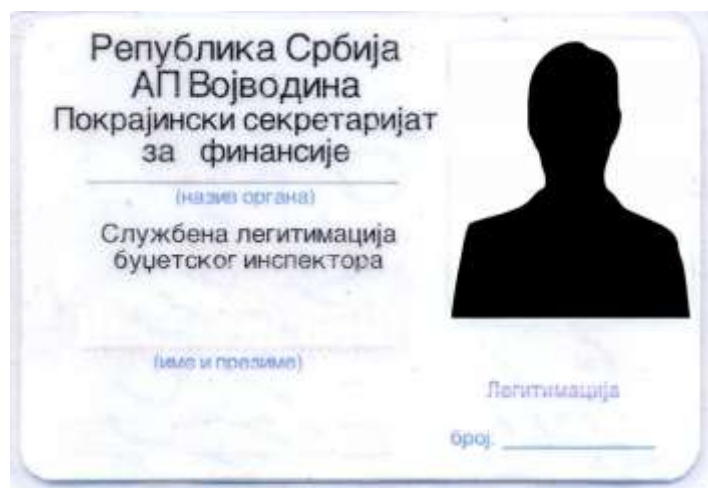 Република Србија
АП Војводина
Покрајински секретаријат
за финансије
(назив органа)
Службена легитимација
буџетског инспектора
(име и презиме)
Легитимација
број: